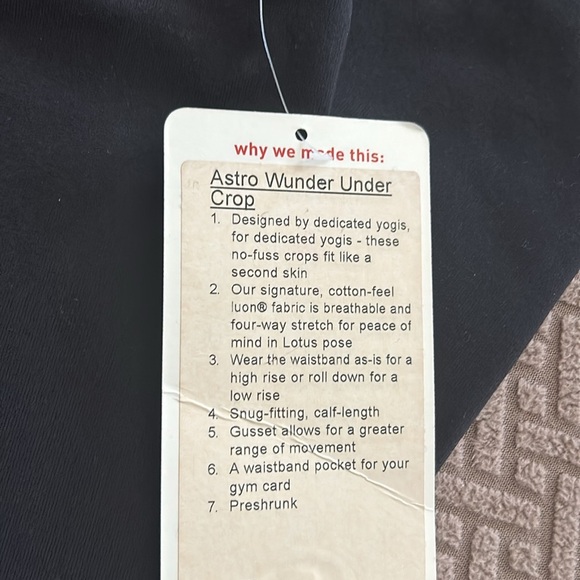 why we made this:
Astro Wunder Under
Crop
1. Designed by dedicated yogis,
for dedicated yogis - these
no-fuss crops fit like a
second skin
2. Our signature, cotton-feel
luon® fabric is breathable and
four-way stretch for peace of
mind in Lotus pose
3. Wear the waistband as-is for a
high rise or roll down for a
low rise
4. Snug-fitting, calf-length
5. Gusset allows for a greater
range of movement
6. A waistband pocket for your
gym card
7. Preshrunk